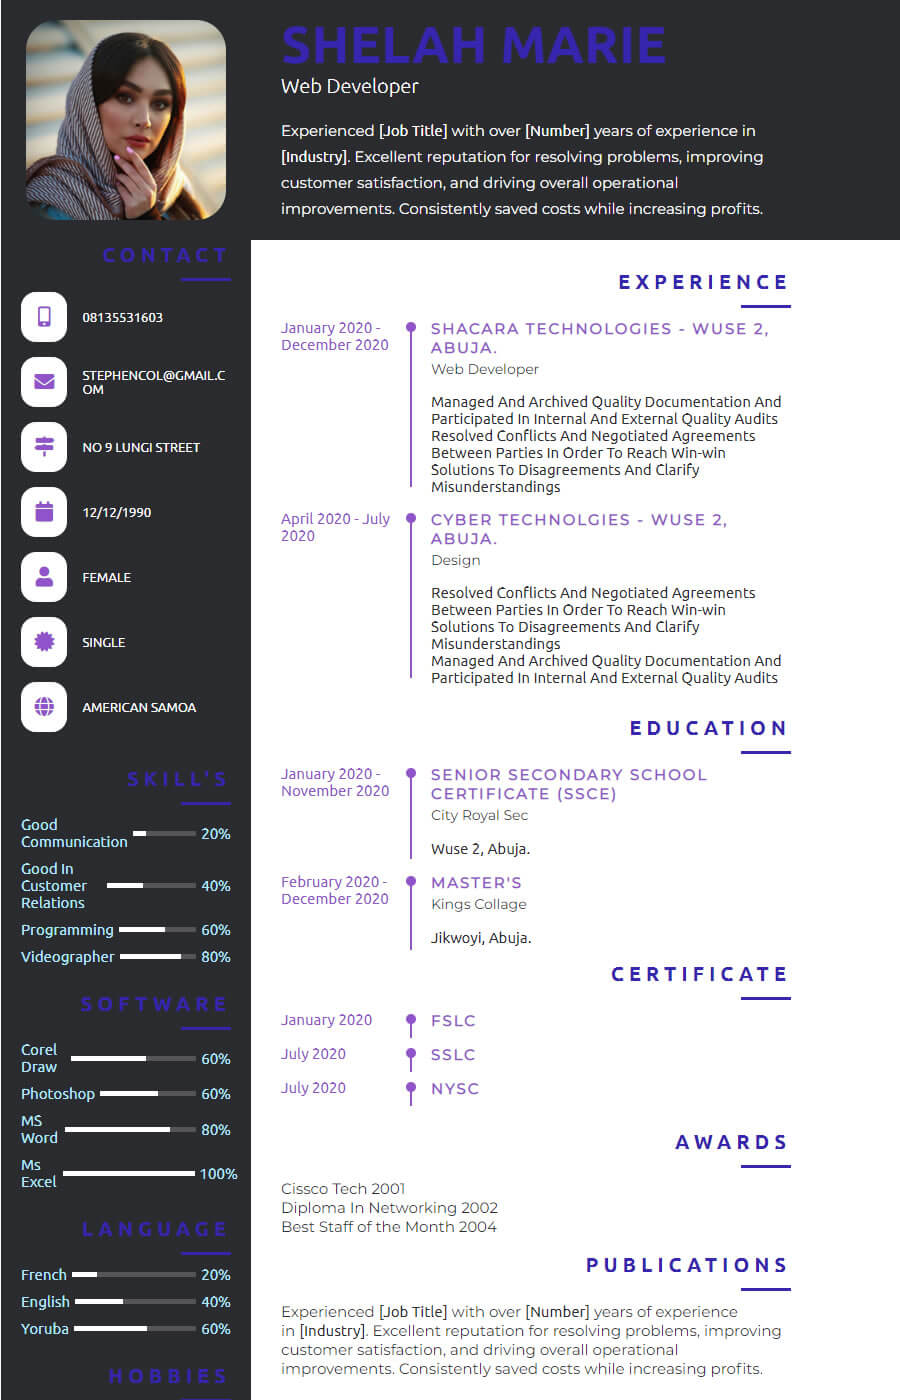 SHELAH MARIE
Web Developer
Experienced [Job Title] with over [Number] years of experience in
[Industry]. Excellent reputation for resolving problems, improving
customer satisfaction, and driving overall operational
improvements. Consistently saved costs while increasing profits.
CONTACT
08135531603
STEPHENCOL@GMAIL.C
OM
NO 9 LUNGI STREET
12/12/1990
FEMALE
SINGLE
AMERICAN SAMOA
SKILL'S
Good
Communication 20%
Good In
Customer 40%
Relations
Programming 60%
Videographer 80%
SOFTWARE
Corel
Draw 60%
Photoshop 60%
MS
Word 80%
Ms
Excel 100%
LANGUAGE
French 20%
English 40%
Yoruba 60%
HOBBIES
EXPERIENCE
January 2020 -
December 2020
SHACARA TECHNOLOGIES - WUSE 2,
ABUJA.
Web Developer
Managed And Archived Quality Documentation And
Participated In Internal And External Quality Audits
Resolved Conflicts And Negotiated Agreements
Between Parties In Order To Reach Win-win
Solutions To Disagreements And Clarify
Misunderstandings
April 2020 - July
2020
CYBER TECHNOLGIES - WUSE 2,
ABUJA.
Design
Resolved Conflicts And Negotiated Agreements
Between Parties In Order To Reach Win-win
Solutions To Disagreements And Clarify
Misunderstandings
Managed And Archived Quality Documentation And
Participated In Internal And External Quality Audits
EDUCATION
January 2020 -
November 2020
SENIOR SECONDARY SCHOOL
CERTIFICATE (SSCE)
City Royal Sec
Wuse 2, Abuja.
February 2020 -
December 2020
MASTER'S
Kings Collage
Jikwoyi, Abuja.
CERTIFICATE
January 2020 FSLC
July 2020 SSLC
July 2020 NYSC
AWARDS
Cissco Tech 2001
Diploma In Networking 2002
Best Staff of the Month 2004
PUBLICATIONS
Experienced [Job Title] with over [Number] years of experience
in [Industry]. Excellent reputation for resolving problems, improving
customer satisfaction, and driving overall operational
improvements. Consistently saved costs while increasing profits.